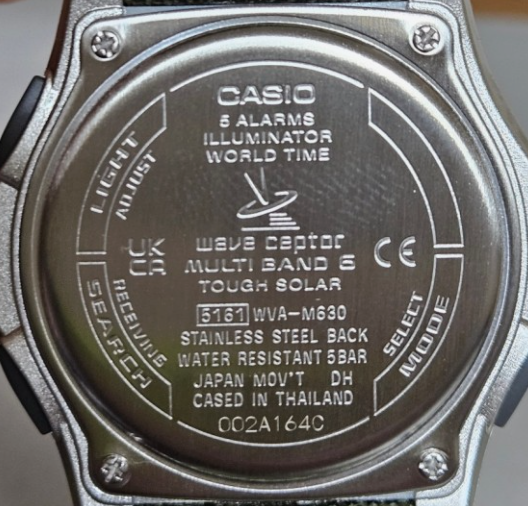 CASIO
5 ALARMS
ILLUMINATOR
WORLD TIME
LIGHT
ADJUST
UK
CA
wave ceptor
CE
MULTI BAND 6
TOUGH SOLAR
RECEIVING
SEARCH
SELECT
MODE
5161 WVA-M630
STAINLESS STEEL BACK
WATER RESISTANT 5BAR
JAPAN MOV'T DH
CASED IN THAILAND
002A164C